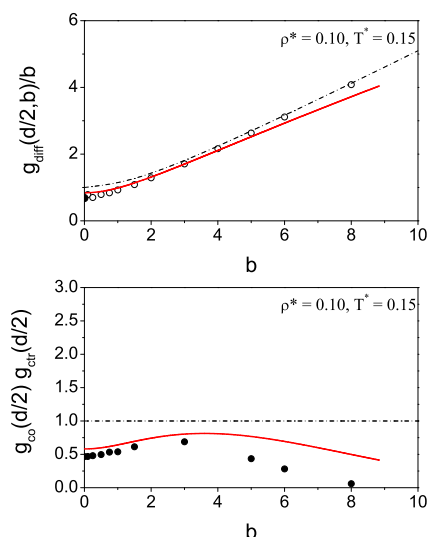 ρ* = 0.10, T* = 0.15
6
4
2
0
g_diff(d/2,b)/b
0 2 4 6 8 10
b
ρ* = 0.10, T* = 0.15
3.0
2.5
2.0
1.5
1.0
0.5
0.0
g_co(d/2) g_ctr(d/2)
0 2 4 6 8 10
b